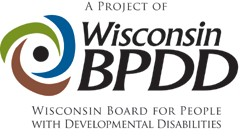 A Project of
Wisconsin
BPDD
Wisconsin Board for People
with Developmental Disabilities